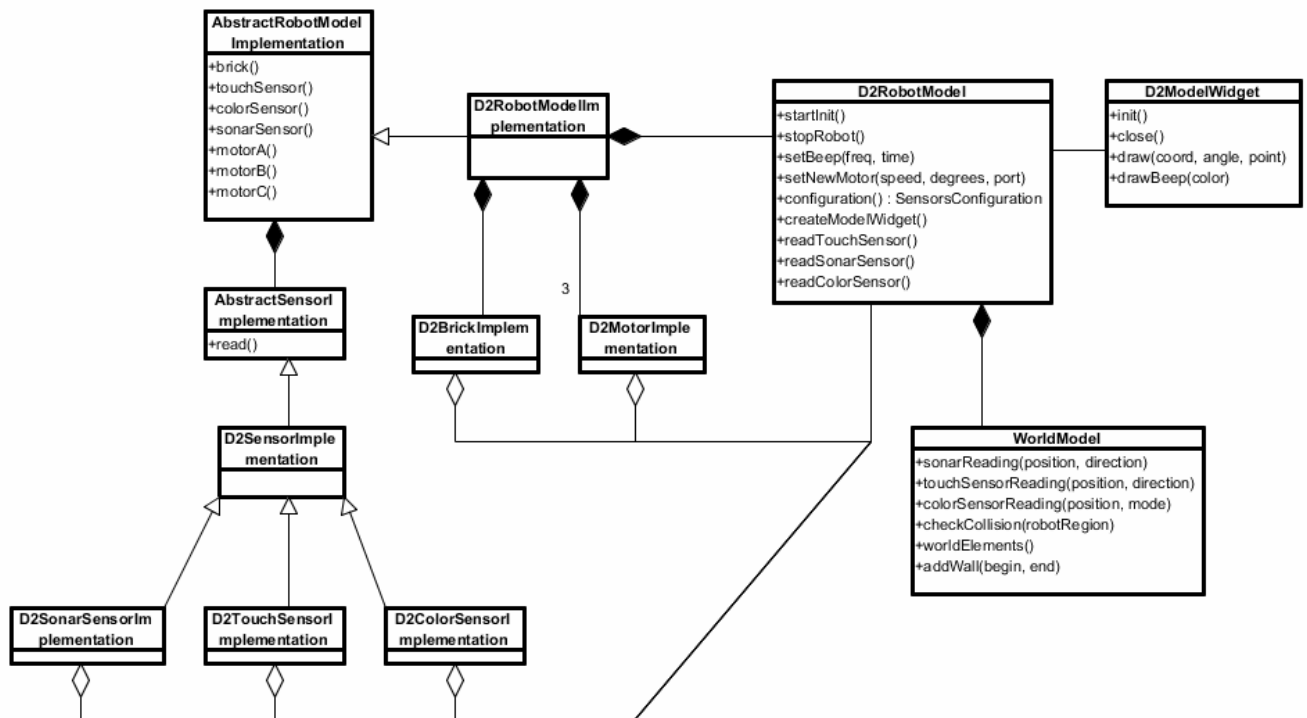 AbstractRobotModel
Implementation
+brick()
+touchSensor()
+colorSensor()
+sonarSensor()
+motorA()
+motorB()
+motorC()
D2RobotModelIm
plementation
D2RobotModel
+startInit()
+stopRobot()
+setBeep(freq, time)
+setNewMotor(speed, degrees, port)
+configuration() : SensorsConfiguration
+createModelWidget()
+readTouchSensor()
+readSonarSensor()
+readColorSensor()
D2ModelWidget
+init()
+close()
+draw(coord, angle, point)
+drawBeep(color)
AbstractSensorI
mplementation
+read()
3
D2BrickImplem
entation
D2MotorImple
mentation
D2SensorImple
mentation
WorldModel
+sonarReading(position, direction)
+touchSensorReading(position, direction)
+colorSensorReading(position, mode)
+checkCollision(robotRegion)
+worldElements()
+addWall(begin, end)
D2SonarSensorIm
plementation
D2TouchSensorI
mplementation
D2ColorSensorI
mplementation